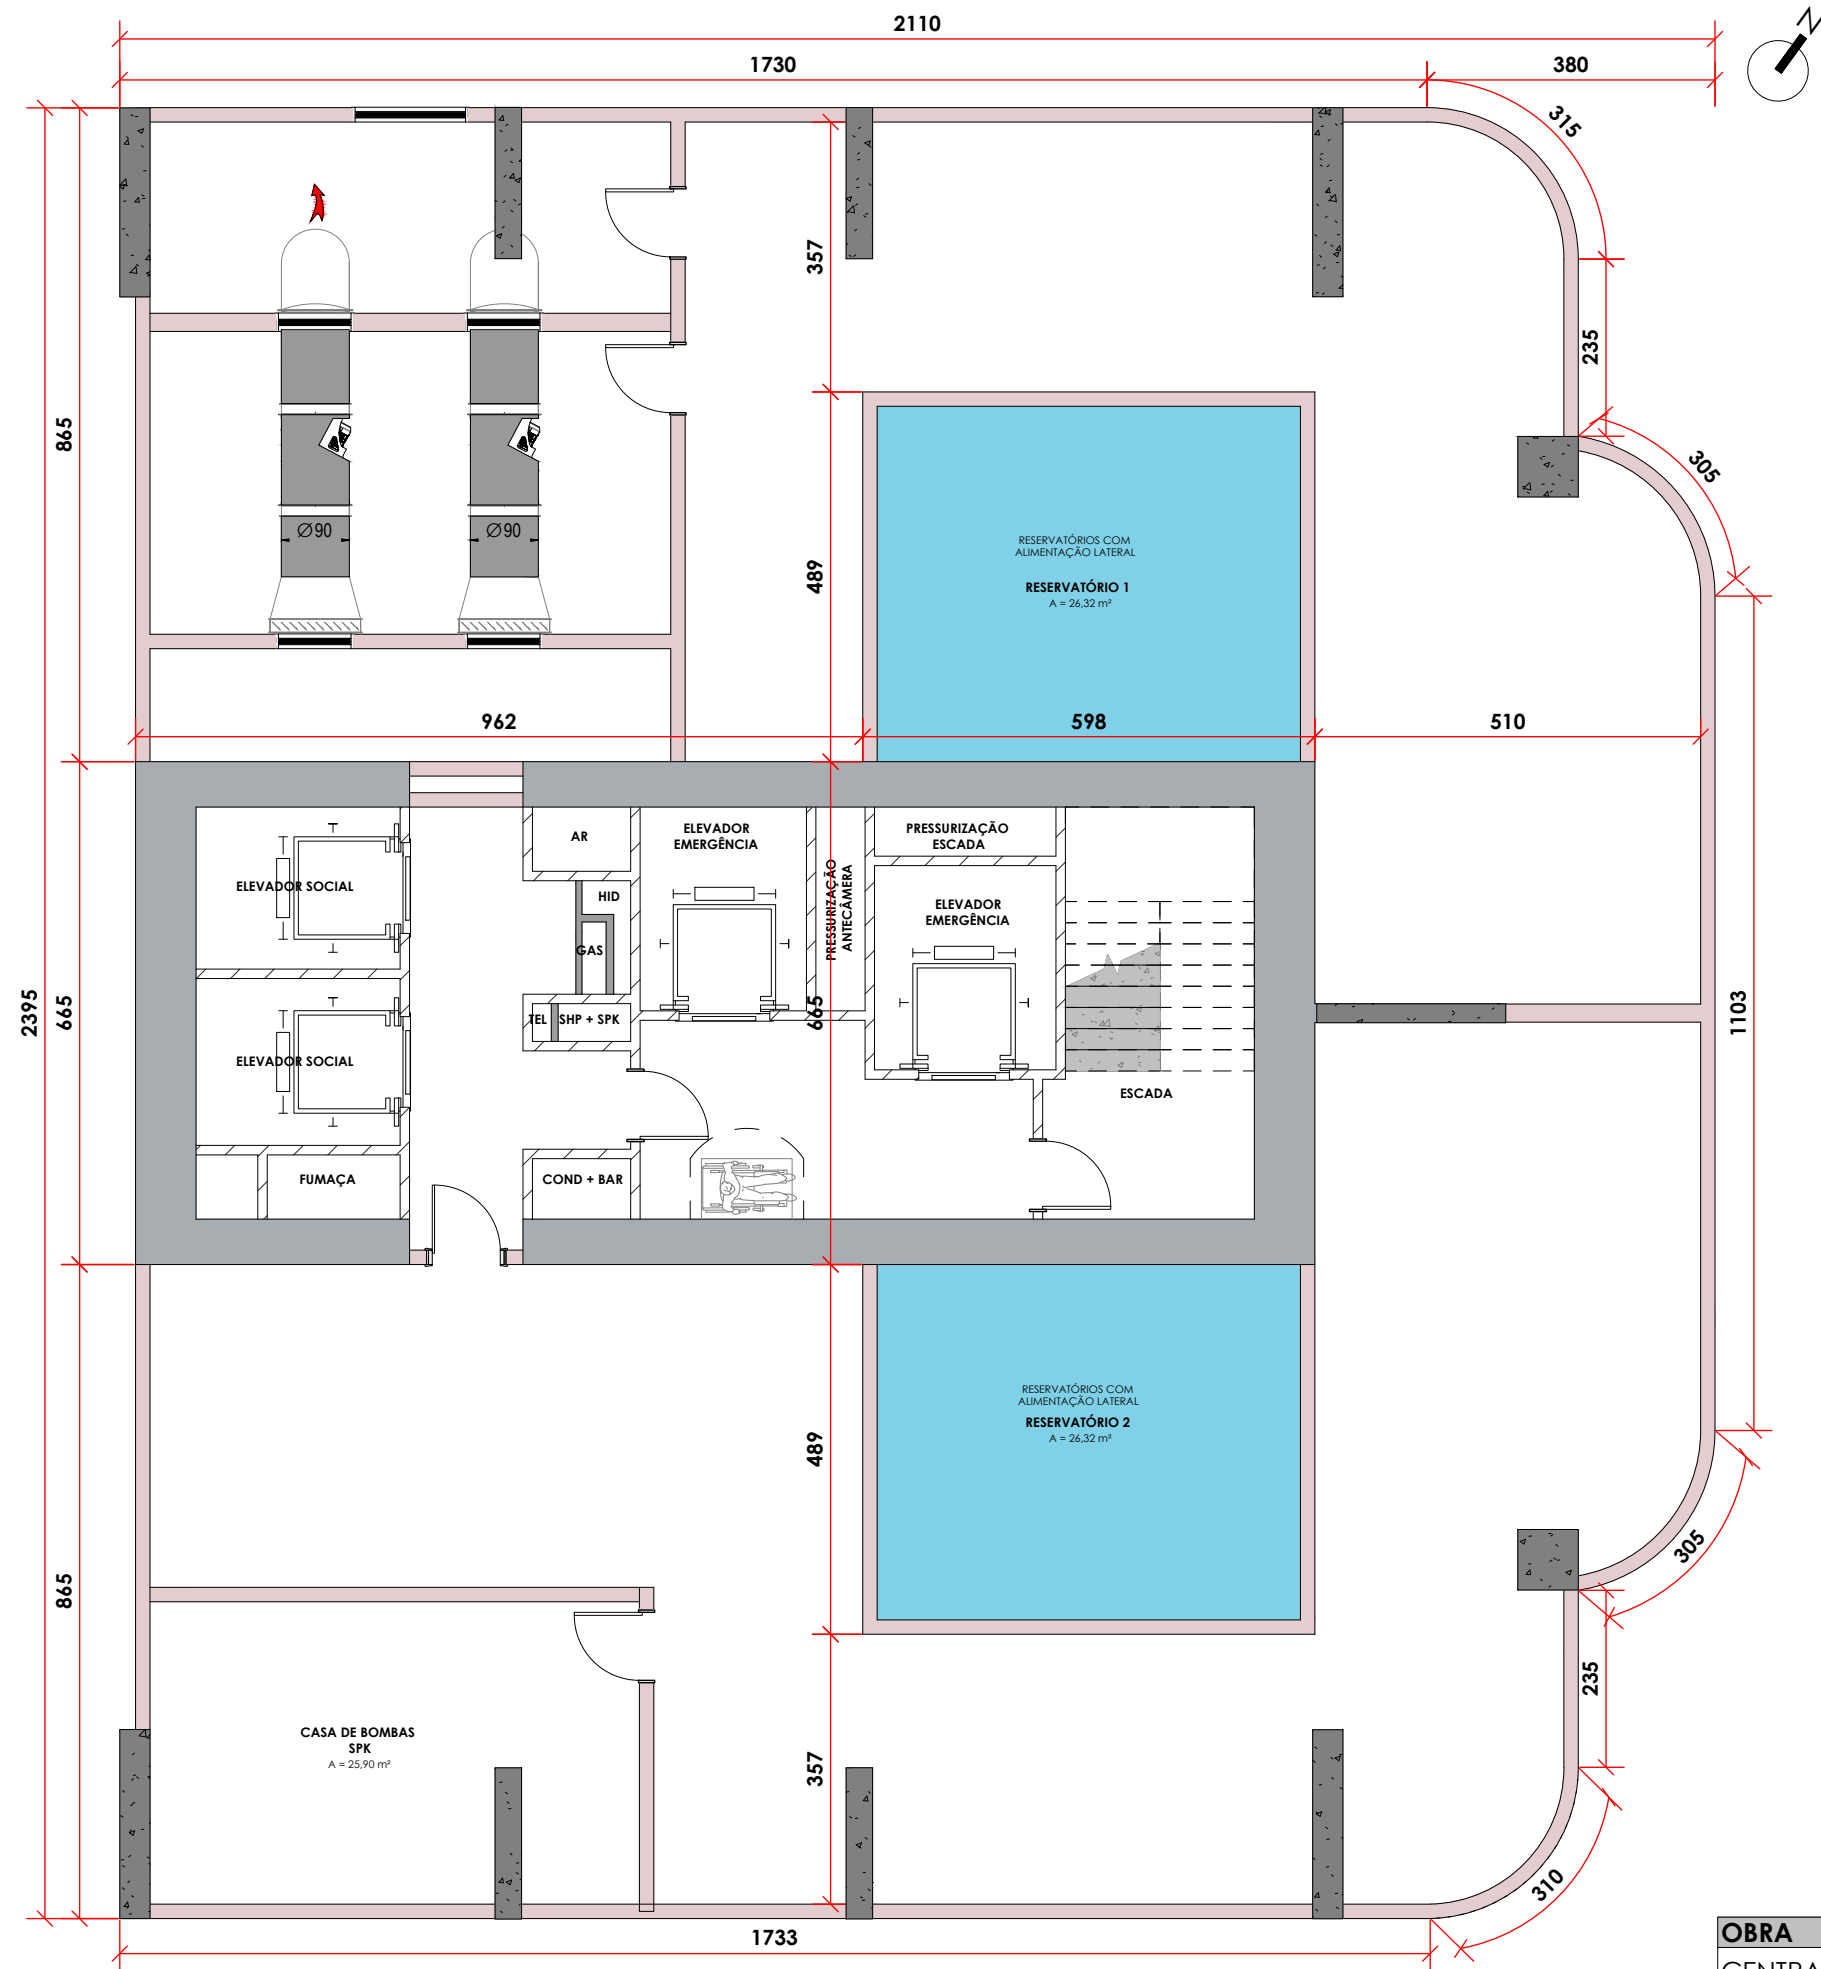 2110
1730
380
N
315
357
235
865
305
Ø90
Ø90
RESERVATÓRIOS COM
ALIMENTAÇÃO LATERAL
RESERVATÓRIO 1
A = 26,32 m²
489
962
598
510
ELEVADOR SOCIAL
AR
HID
GAS
ELEVADOR
EMERGÊNCIA
PRESSURIZAÇÃO
ANTECÂMERA
PRESSURIZAÇÃO
ESCADA
ELEVADOR
EMERGÊNCIA
2395
665
665
TEL
SHP + SPK
1103
ELEVADOR SOCIAL
ESCADA
FUMAÇA
COND + BAR
RESERVATÓRIOS COM
ALIMENTAÇÃO LATERAL
RESERVATÓRIO 2
A = 26,32 m²
489
305
865
235
CASA DE BOMBAS
SPK
A = 25,90 m²
357
310
1733
OBRA